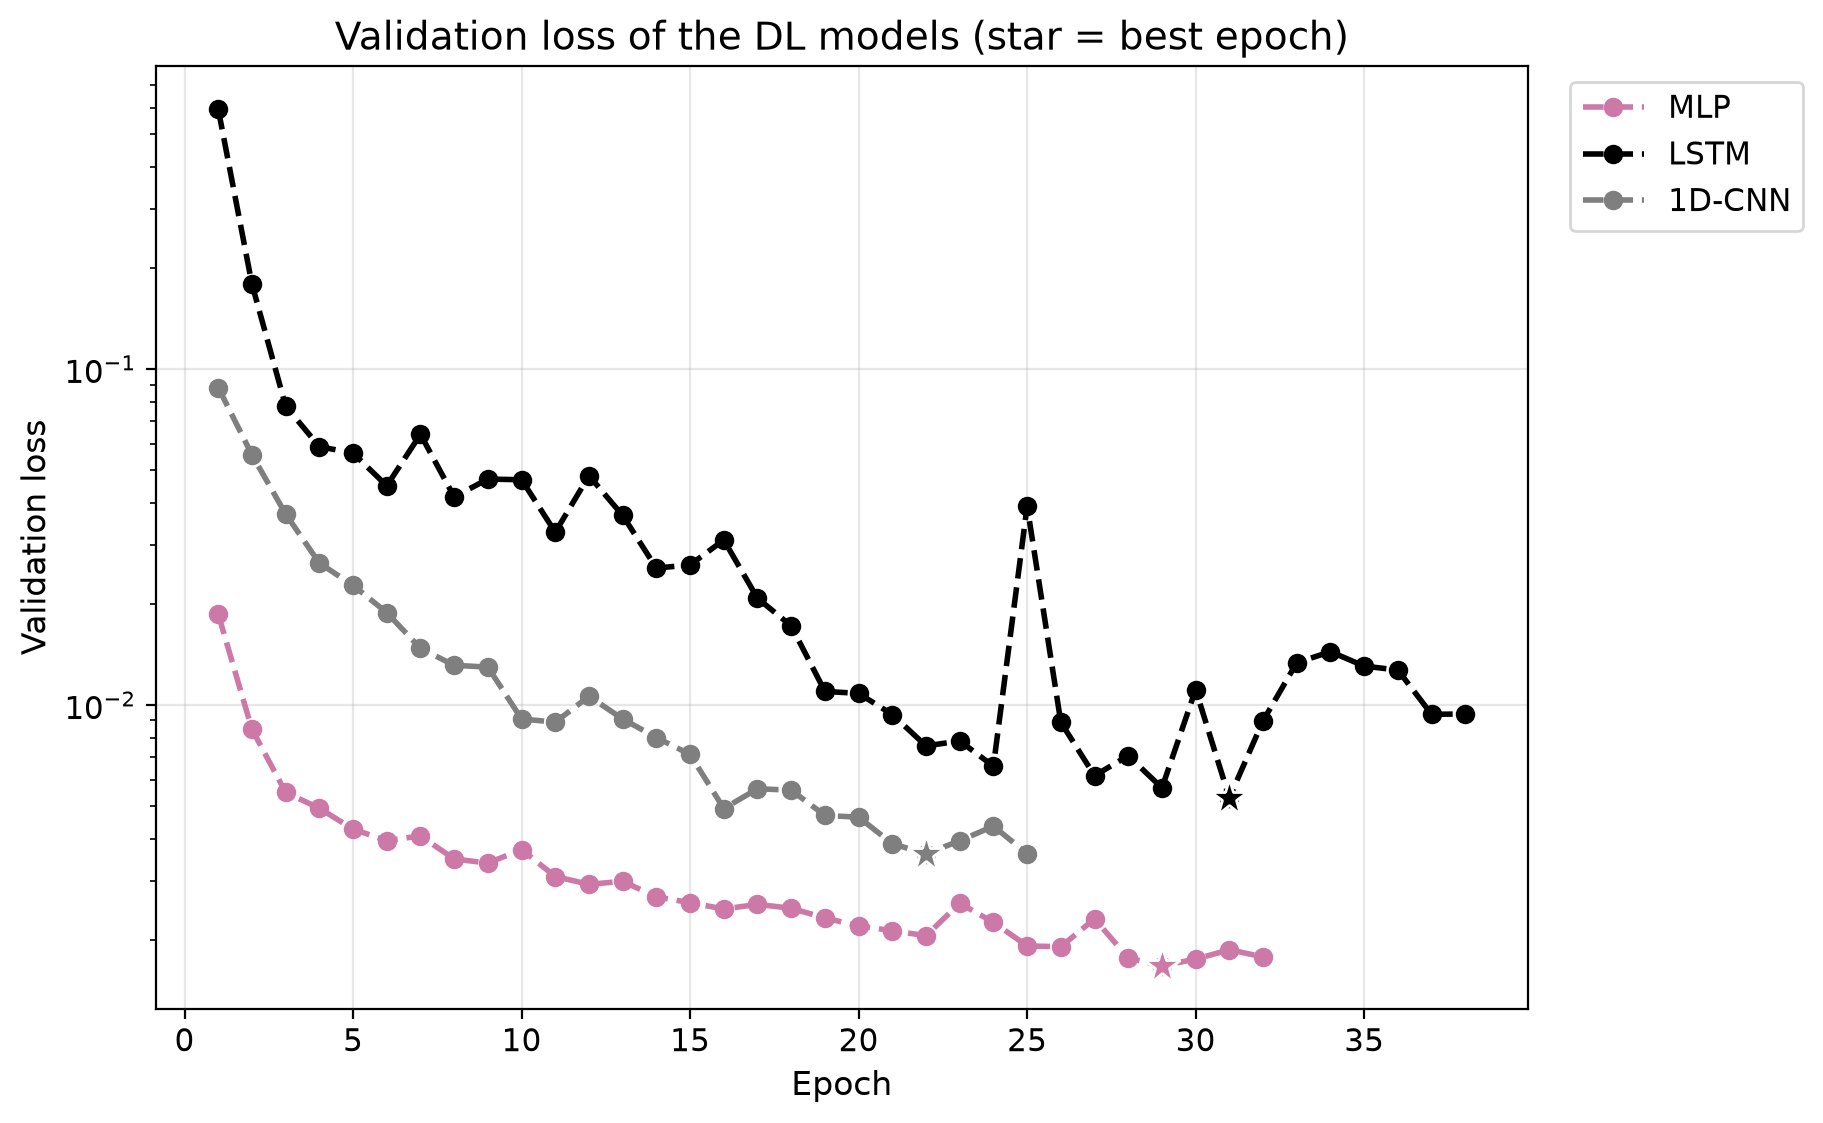 Validation loss of the DL models (star = best epoch)
MLP
LSTM
1D-CNN
Validation loss
10⁻¹
10⁻²
0 5 10 15 20 25 30 35
Epoch